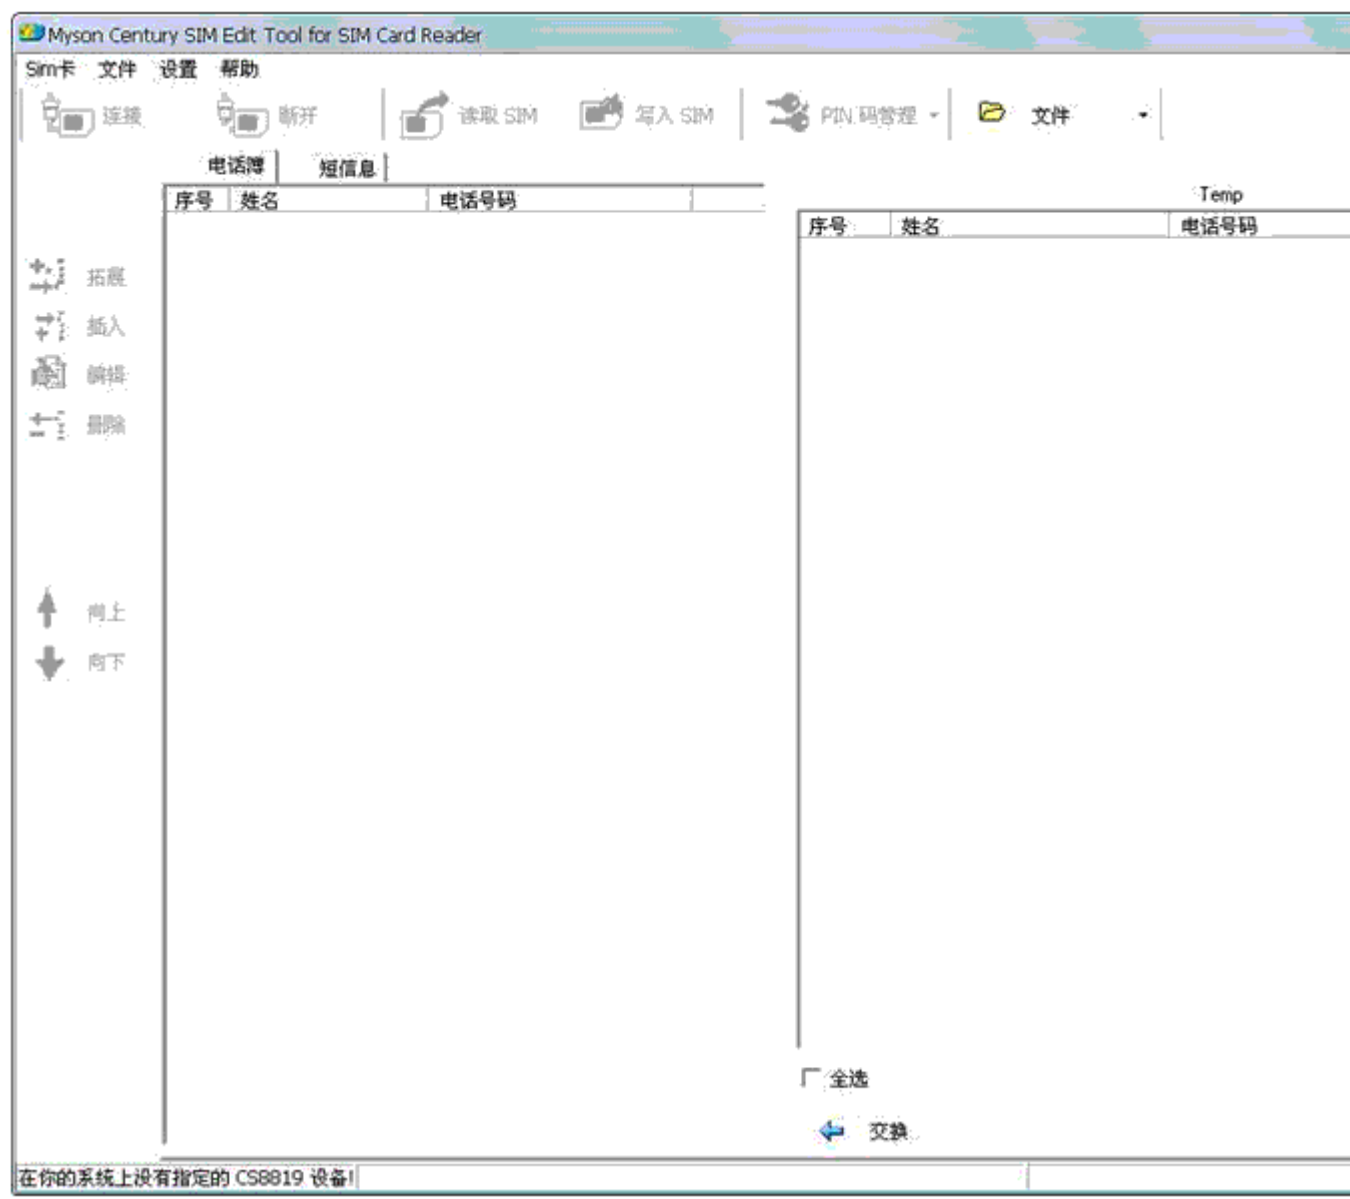 Myson Century SIM Edit Tool for SIM Card Reader
Sim卡 文件 设置 帮助
连接 断开 读取 SIM 写入 SIM PIN 码管理 文件
电话簿 短信息
序号 姓名 电话号码
Temp
序号 姓名 电话号码
拓展
插入
编辑
删除
向上
向下
全选
交换
在你的系统上没有指定的 CS8819 设备!